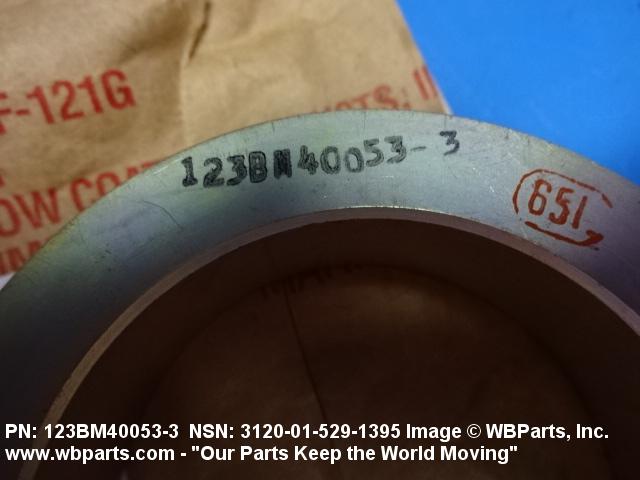 F-121G
123BM40053-3
651
OW COA
PN: 123BM40053-3 NSN: 3120-01-529-1395 Image © WBParts, Inc.
www.wbparts.com - "Our Parts Keep the World Moving"